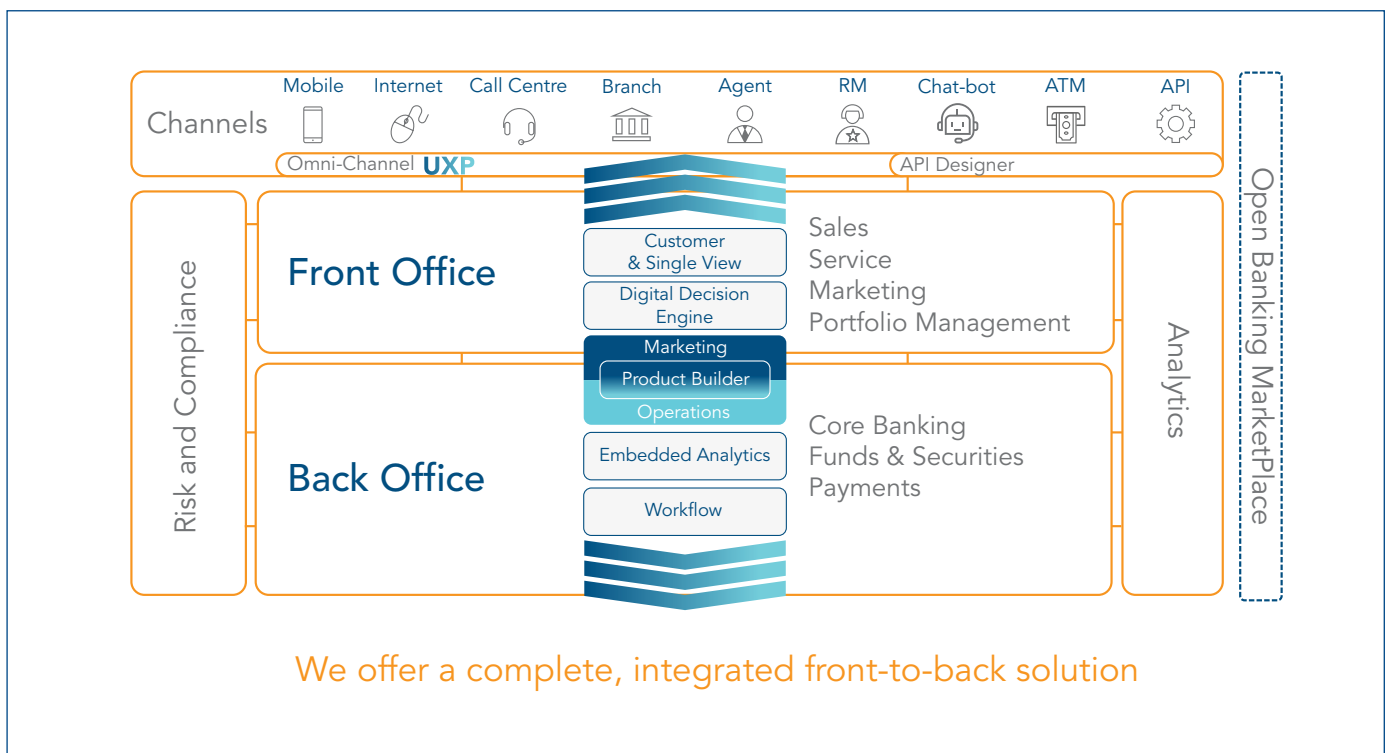 Mobile
Internet
Call Centre
Branch
Agent
RM
Chat-bot
ATM
API
Channels
Omni-Channel UXP
API Designer
Risk and Compliance
Front Office
Customer
& Single View
Digital Decision
Engine
Sales
Service
Marketing
Portfolio Management
Marketing
Product Builder
Operations
Back Office
Embedded Analytics
Workflow
Core Banking
Funds & Securities
Payments
Analytics
Open Banking MarketPlace
We offer a complete, integrated front-to-back solution